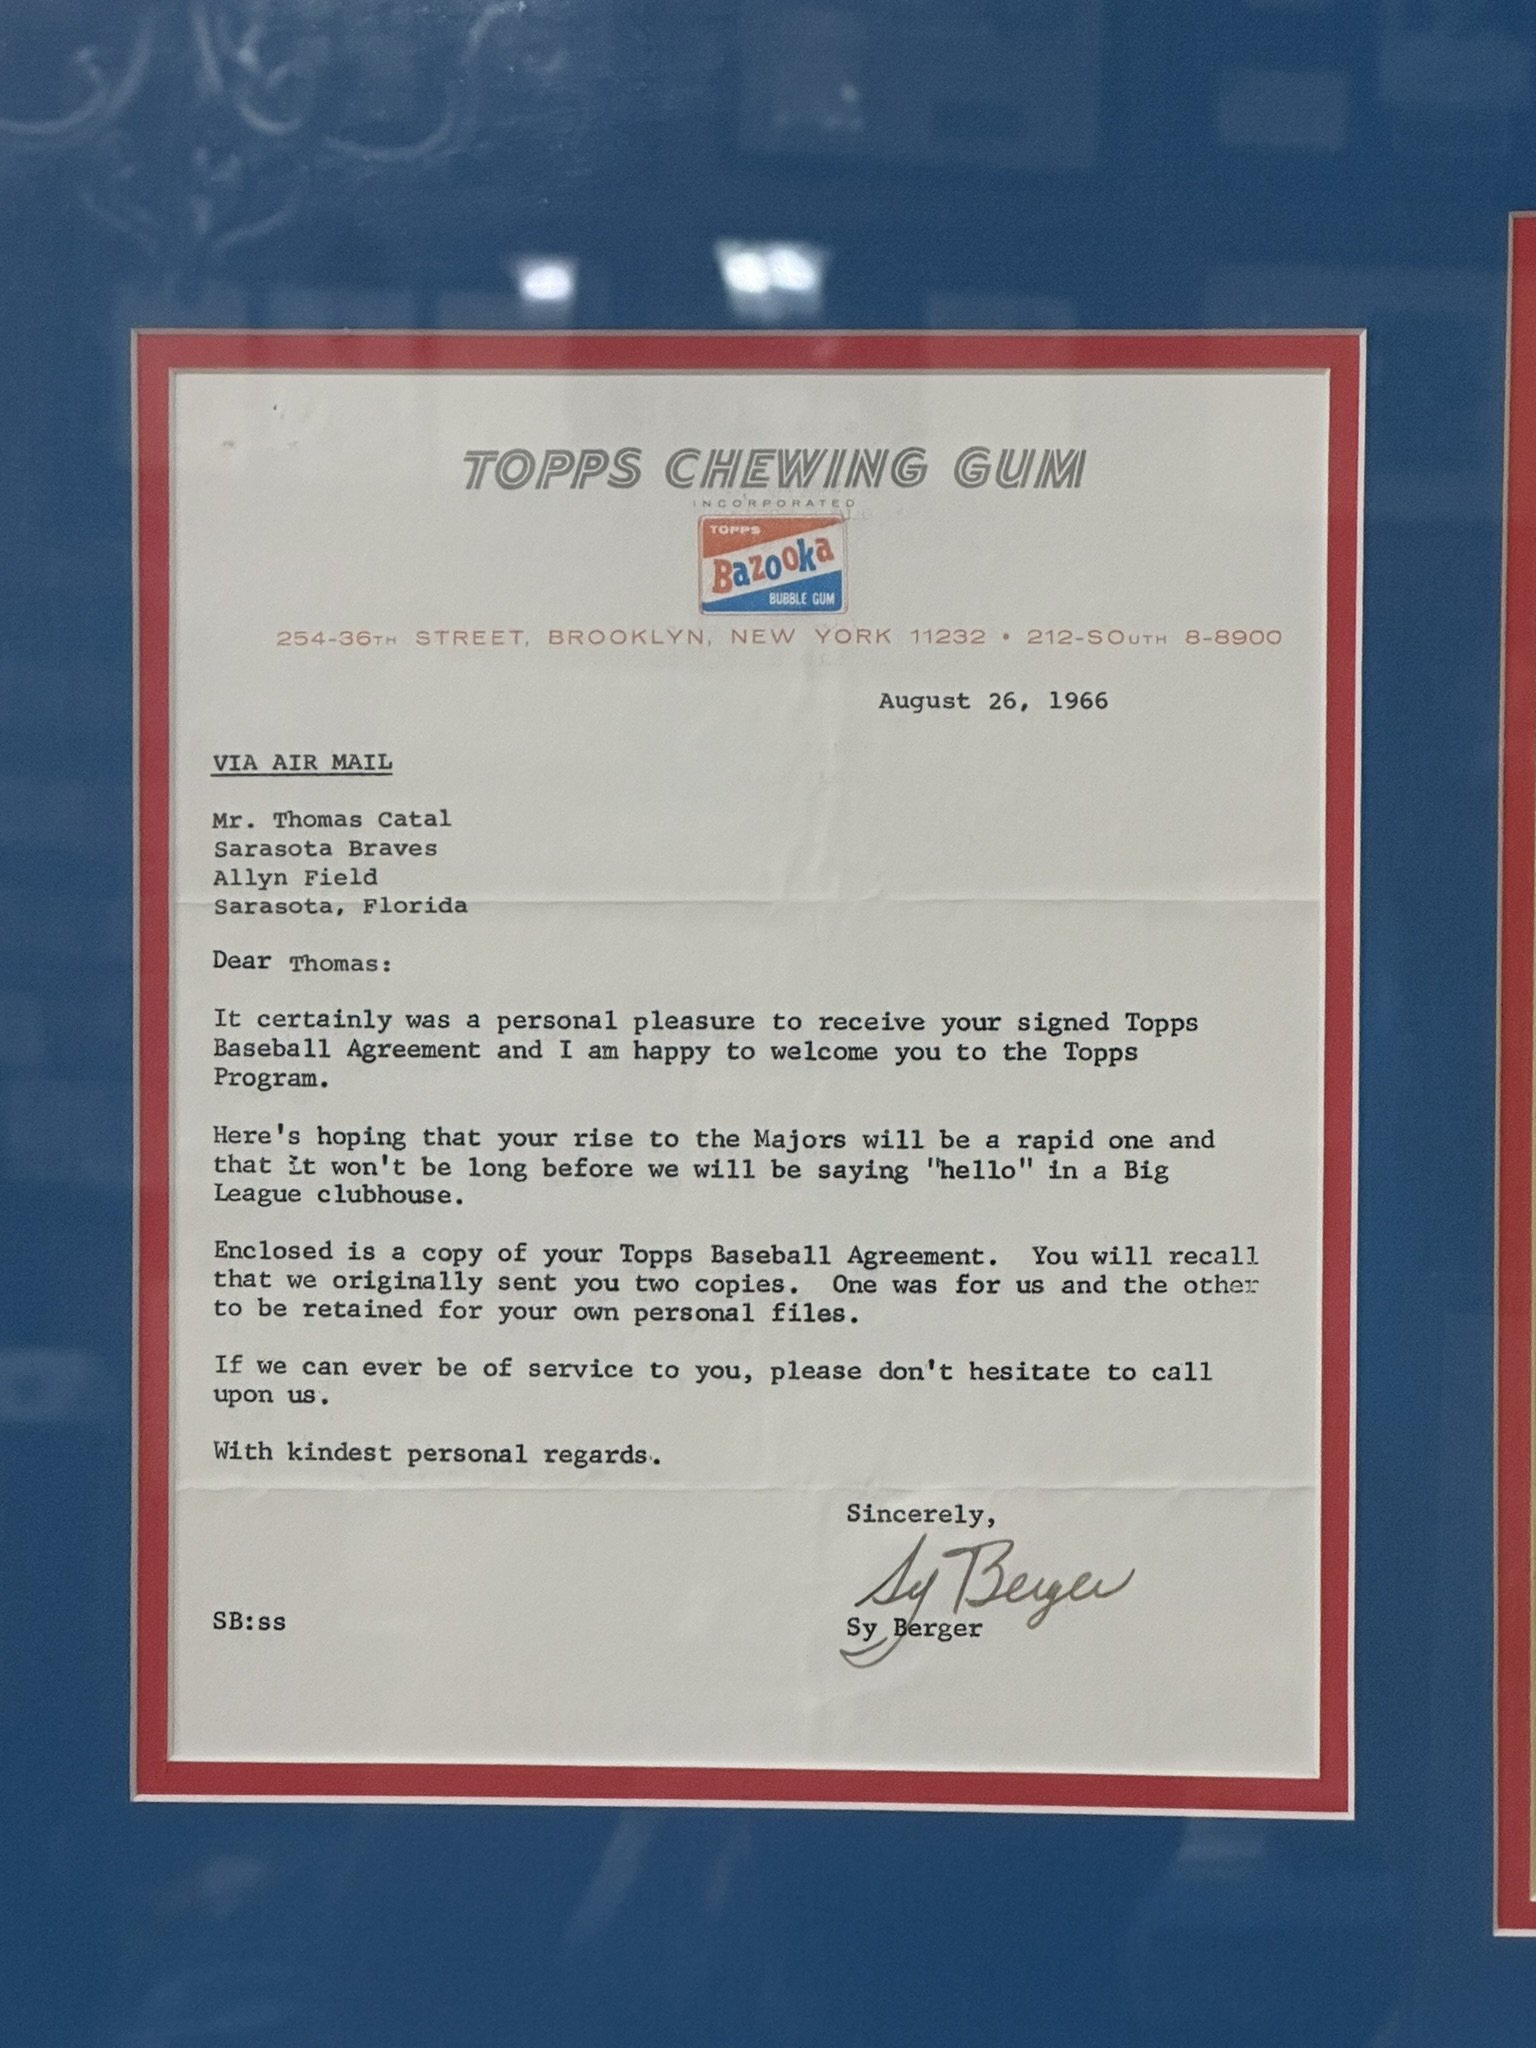 TOPPS CHEWING GUM
INCORPORATED
TOPPS
Bazooka
BUBBLE GUM
254-36TH STREET, BROOKLYN, NEW YORK 11232 • 212-SOUTH 8-8900
August 26, 1966
VIA AIR MAIL
Mr. Thomas Catal
Sarasota Braves
Allyn Field
Sarasota, Florida
Dear Thomas:
It certainly was a personal pleasure to receive your signed Topps
Baseball Agreement and I am happy to welcome you to the Topps
Program.
Here's hoping that your rise to the Majors will be a rapid one and
that it won't be long before we will be saying "hello" in a Big
League clubhouse.
Enclosed is a copy of your Topps Baseball Agreement. You will recall
that we originally sent you two copies. One was for us and the other
to be retained for your own personal files.
If we can ever be of service to you, please don't hesitate to call
upon us.
With kindest personal regards.
Sincerely,
Sy Berger
SB:ss
Sy Berger